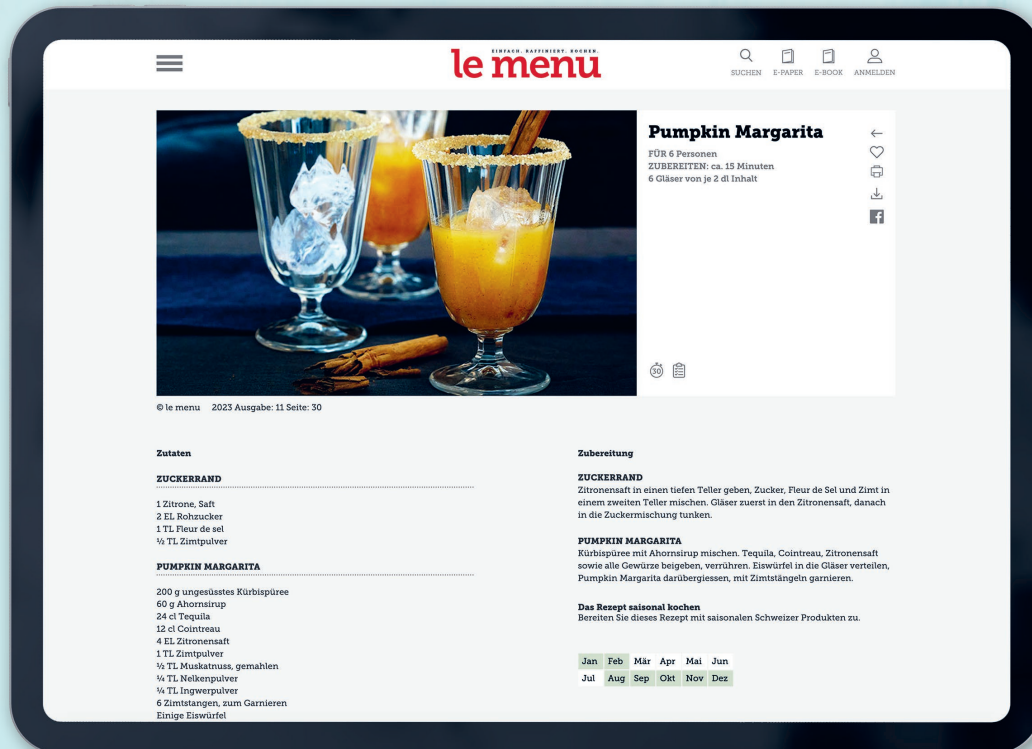 EINFACH. RAFFINIERT. KOCHEN.
le menu
SUCHEN E-PAPER E-BOOK ANMELDEN
Pumpkin Margarita
FÜR 6 Personen
ZUBEREITEN: ca. 15 Minuten
6 Gläser von je 2 dl Inhalt
30
© le menu 2023 Ausgabe: 11 Seite: 30
Zutaten
ZUCKERRAND
1 Zitrone, Saft
2 EL Rohzucker
1 TL Fleur de sel
½ TL Zimtpulver
PUMPKIN MARGARITA
200 g ungesüsstes Kürbispüree
60 g Ahornsirup
24 cl Tequila
12 cl Cointreau
4 EL Zitronensaft
1 TL Zimtpulver
½ TL Muskatnuss, gemahlen
¼ TL Nelkenpulver
¼ TL Ingwerpulver
6 Zimtstangen, zum Garnieren
Einige Eiswürfel
Zubereitung
ZUCKERRAND
Zitronensaft in einen tiefen Teller geben, Zucker, Fleur de Sel und Zimt in
einem zweiten Teller mischen. Gläser zuerst in den Zitronensaft, danach
in die Zuckermischung tunken.
PUMPKIN MARGARITA
Kürbispüree mit Ahornsirup mischen. Tequila, Cointreau, Zitronensaft
sowie alle Gewürze beigeben, verrühren. Eiswürfel in die Gläser verteilen,
Pumpkin Margarita darübergiessen, mit Zimtstängeln garnieren.
Das Rezept saisonal kochen
Bereiten Sie dieses Rezept mit saisonalen Schweizer Produkten zu.
Jan Feb Mär Apr Mai Jun
Jul Aug Sep Okt Nov Dez